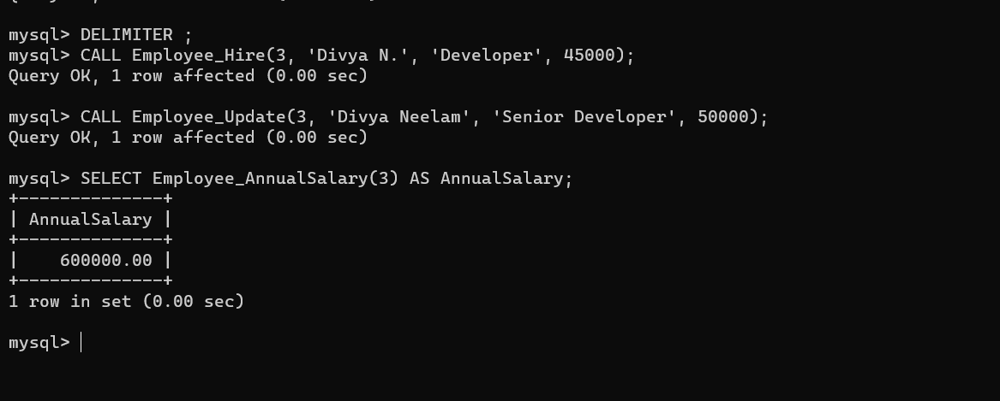 mysql> DELIMITER ;
mysql> CALL Employee_Hire(3, 'Divya N.', 'Developer', 45000);
Query OK, 1 row affected (0.00 sec)
mysql> CALL Employee_Update(3, 'Divya Neelam', 'Senior Developer', 50000);
Query OK, 1 row affected (0.00 sec)
mysql> SELECT Employee_AnnualSalary(3) AS AnnualSalary;
+--------------+
| AnnualSalary |
+--------------+
|    600000.00 |
+--------------+
1 row in set (0.00 sec)
mysql>